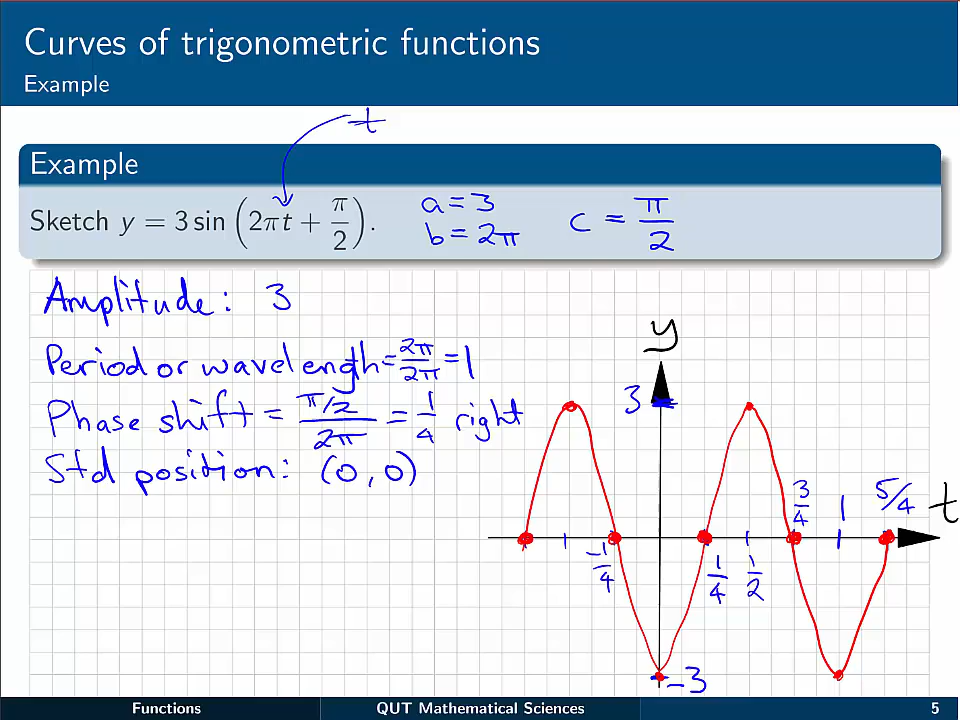 Curves of trigonometric functions
Example
t
Example
Sketch y = 3 sin (2πt + π/2).
a = 3
b = 2π
c = π/2
Amplitude: 3
Period or wavelength = 2π/2π = 1
Phase shift = π/2/2π = 1/4 right
Std position: (0,0)
y
3
3/4
1
5/4
t
-1/4
1/4
1/2
-3
Functions
QUT Mathematical Sciences
5